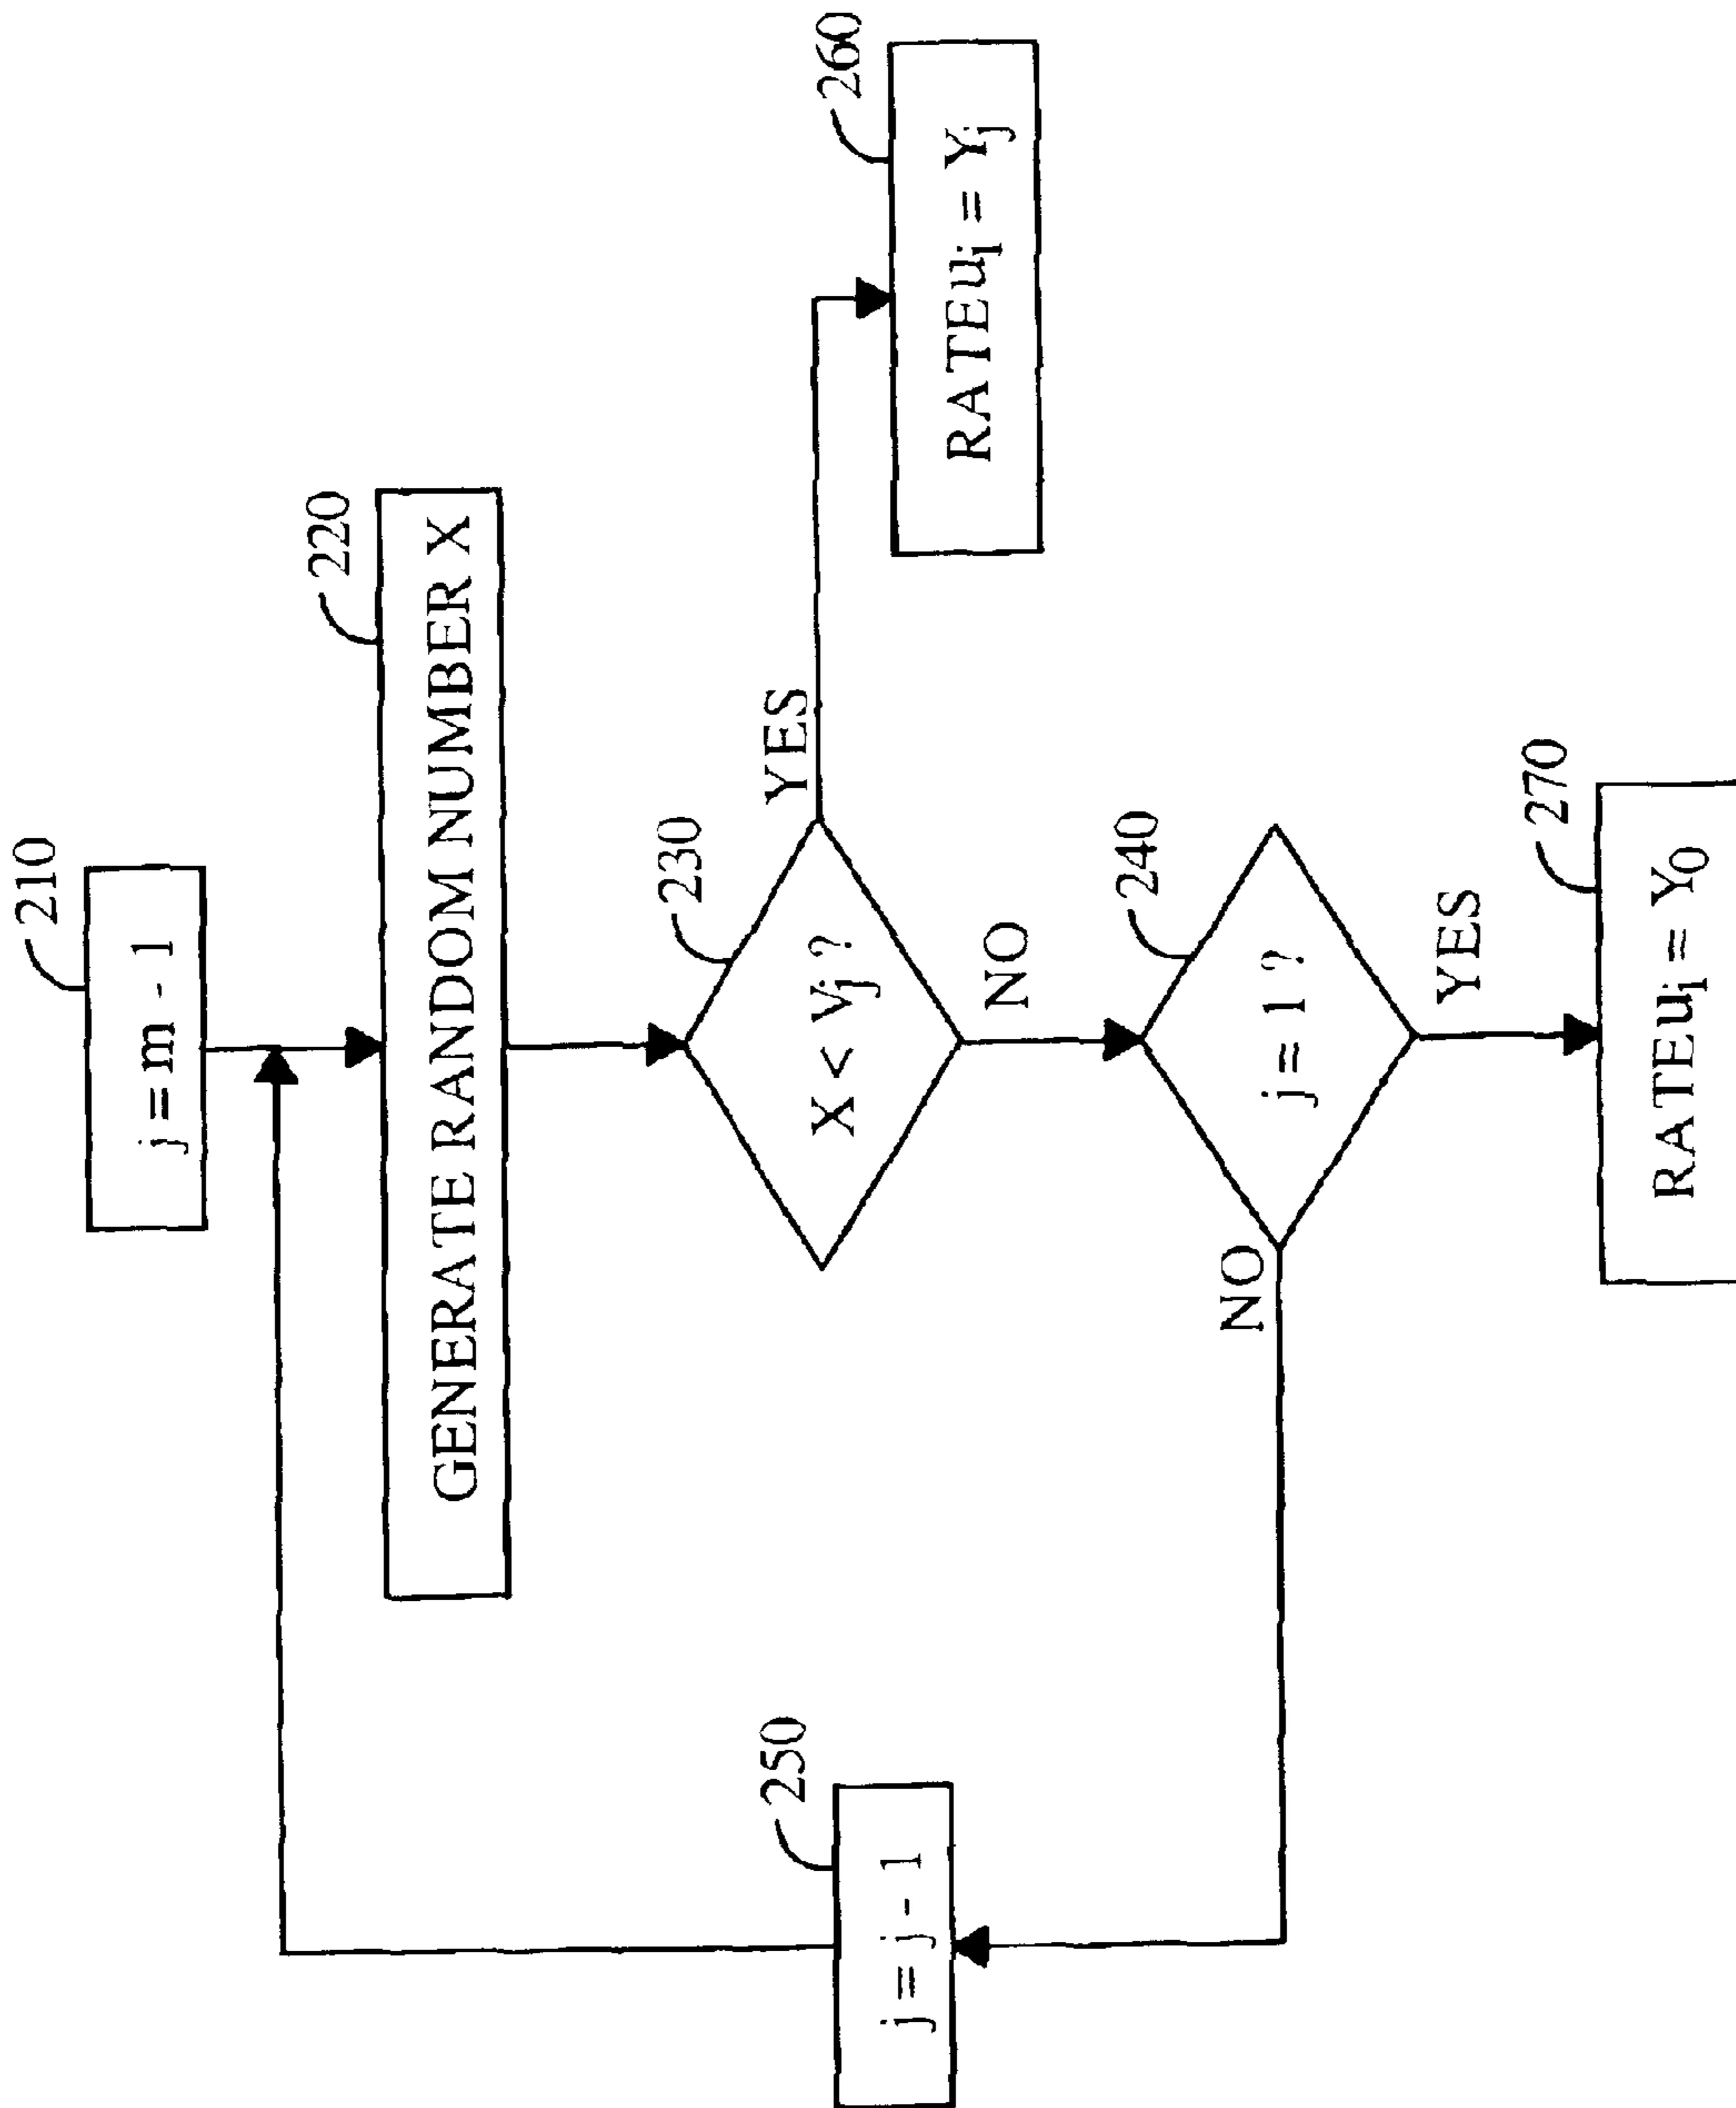 210
j = m - 1
220
GENERATE RANDOM NUMBER X
230
X < Vj ?
YES
NO
260
RATEui = Yj
240
j = 1?
NO
YES
250
j = j - 1
270
RATEui = Y0